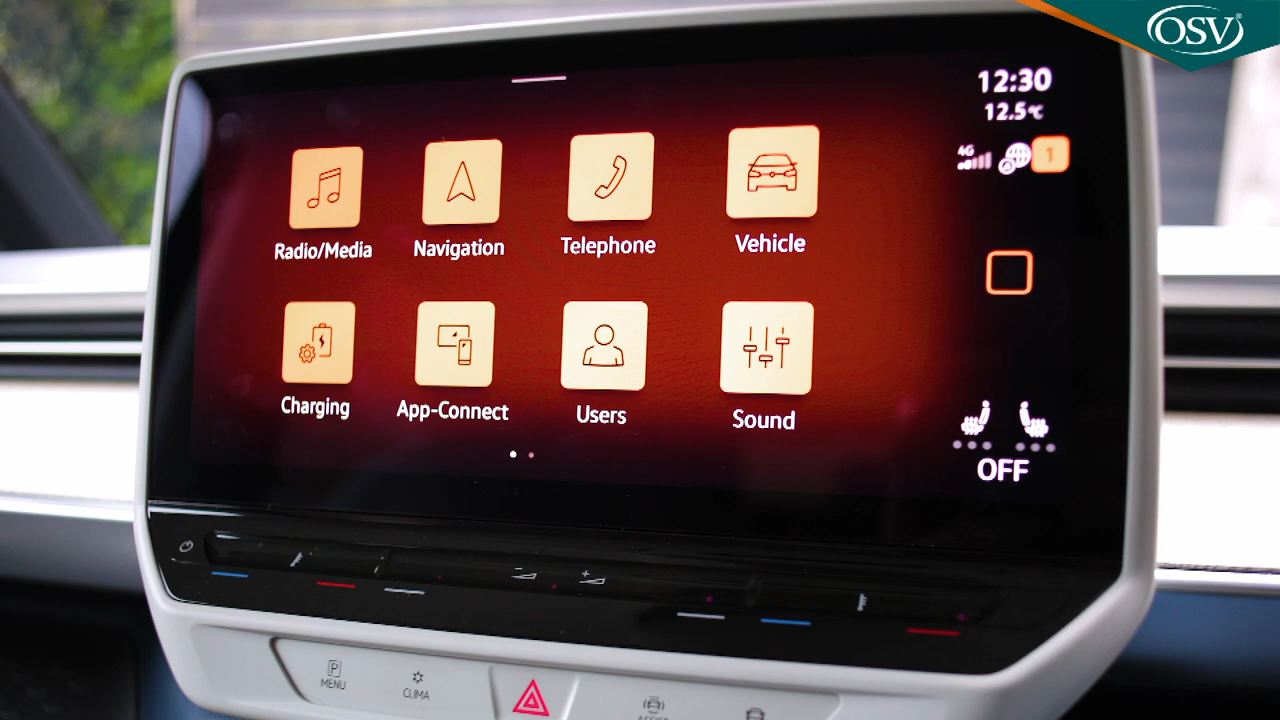 OSV®
12:30
12.5°C
4G
1
Radio/Media
Navigation
Telephone
Vehicle
Charging
App-Connect
Users
Sound
OFF
P
MENU
CLIMA